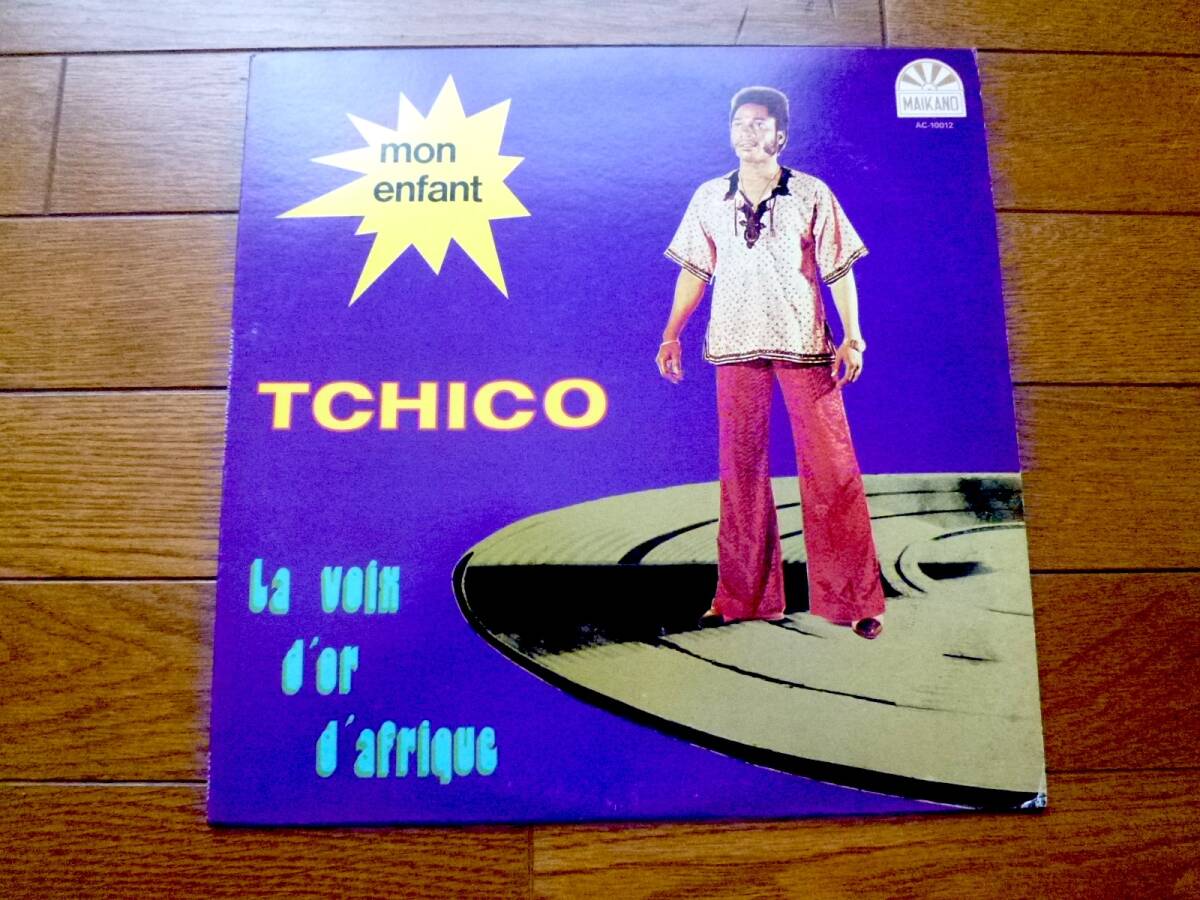 mon
enfant
MAIKANO
AC-10012
TCHICO
La voix
d'or
d'afrique